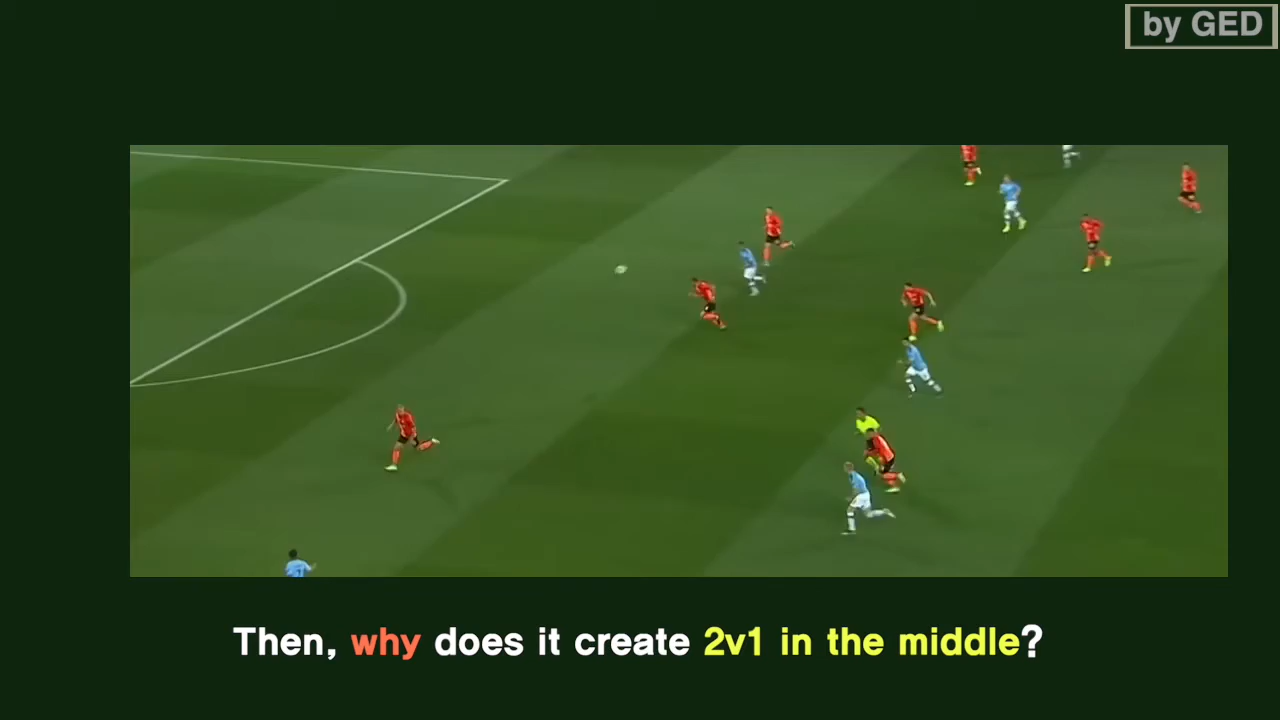 by GED
Then, why does it create 2v1 in the middle?